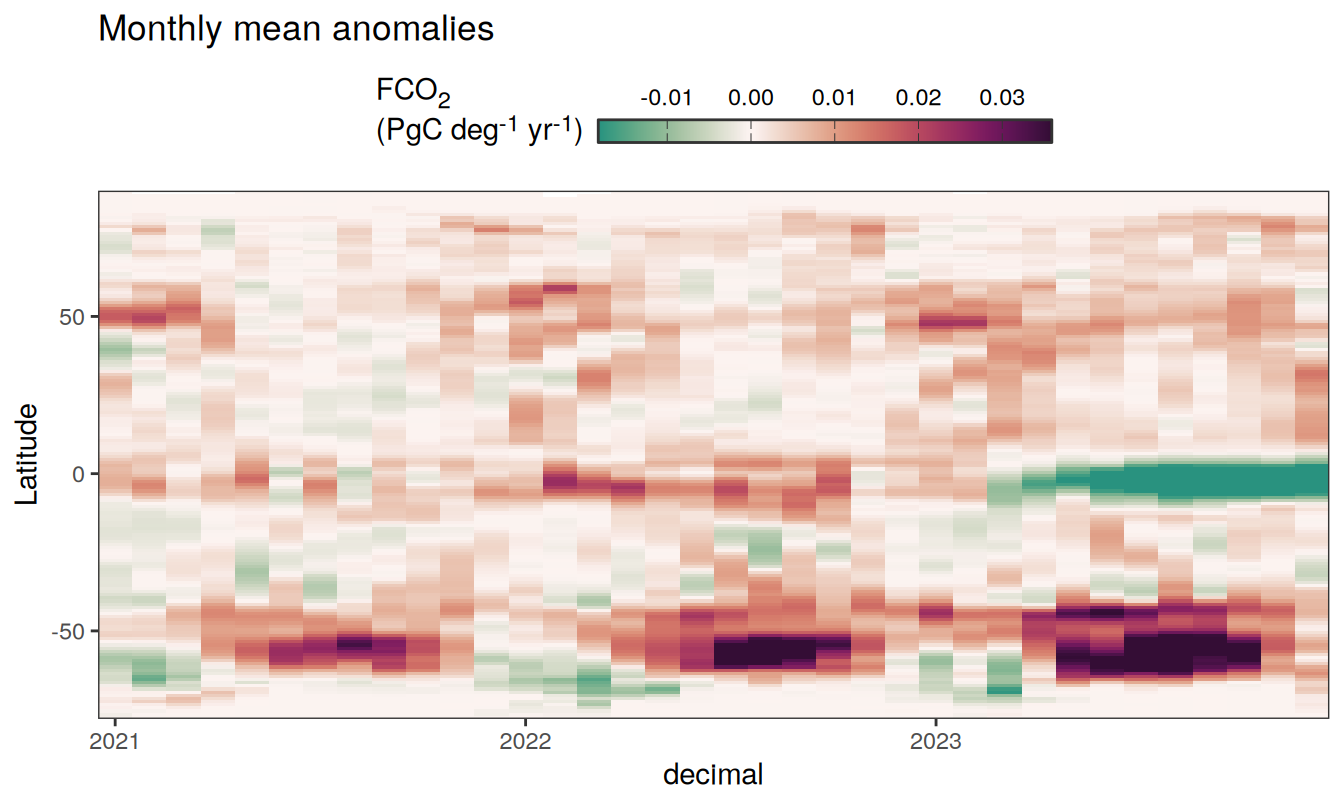 Monthly mean anomalies
FCO₂
(PgC deg⁻¹ yr⁻¹)
-0.01 0.00 0.01 0.02 0.03
Latitude
50
0
-50
2021 2022 2023
decimal